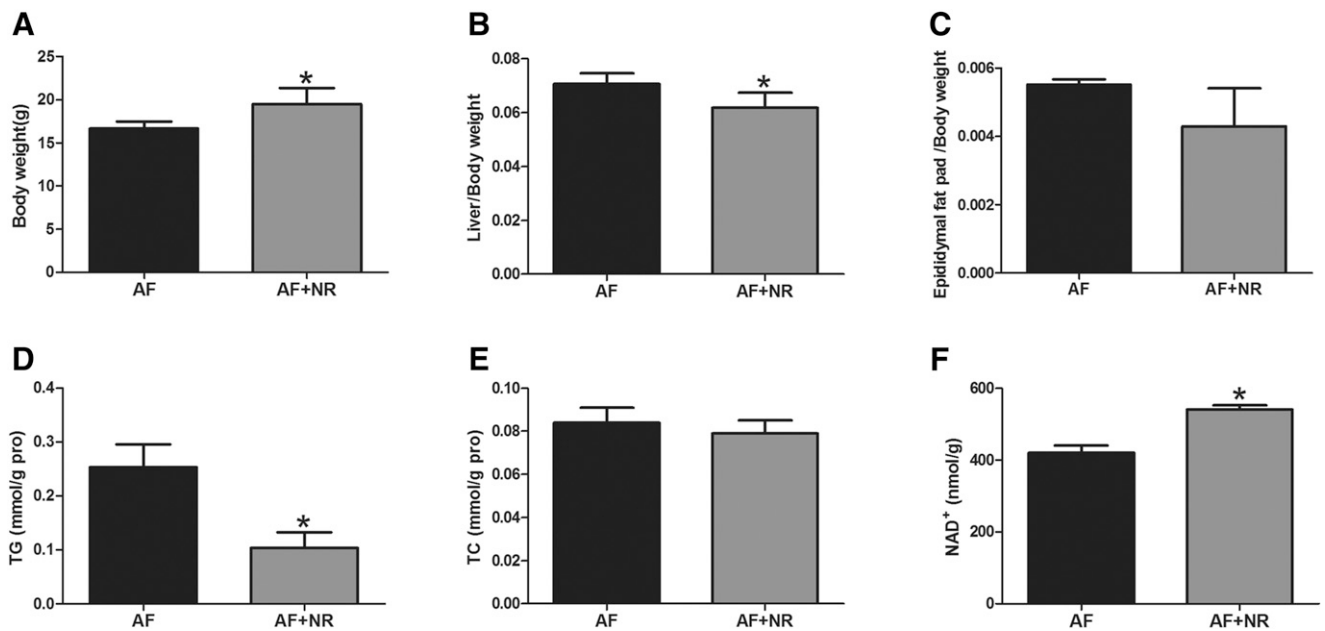 A
Body weight(g)
25
20
15
10
5
0
*
AF
AF+NR
B
Liver/Body weight
0.08
0.06
0.04
0.02
0.00
*
AF
AF+NR
C
Epididymal fat pad /Body weight
0.006
0.004
0.002
0.000
AF
AF+NR
D
TG (mmol/g pro)
0.4
0.3
0.2
0.1
0.0
*
AF
AF+NR
E
TC (mmol/g pro)
0.10
0.08
0.08
0.04
0.02
0.00
AF
AF+NR
F
NAD⁺ (nmol/g)
600
400
200
0
*
AF
AF+NR